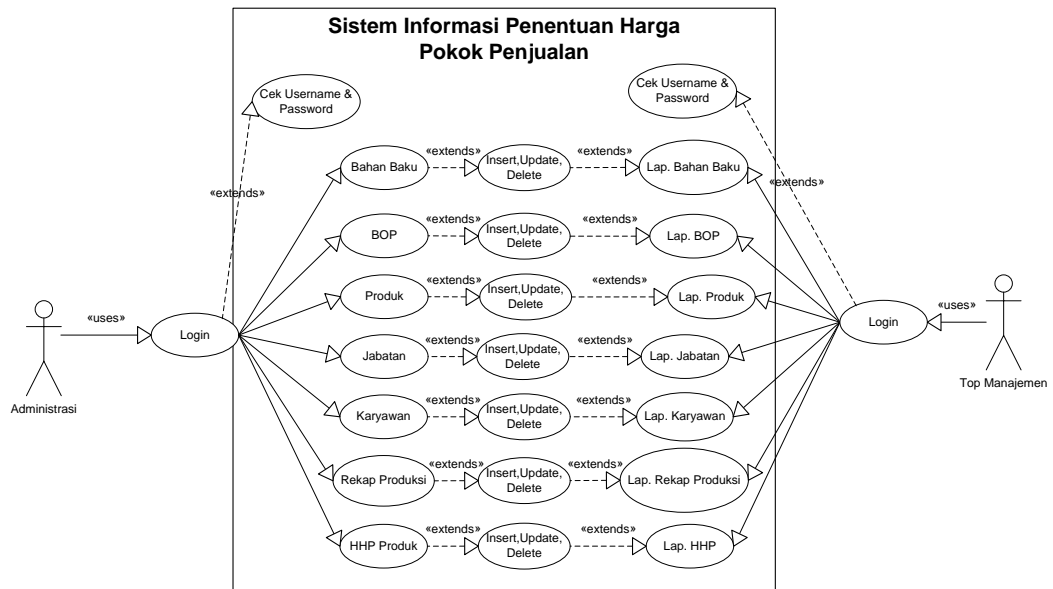 Sistem Informasi Penentuan Harga
Pokok Penjualan
Cek Username &
Password
Cek Username &
Password
«extends»
«extends»
Bahan Baku
«extends»
Insert,Update,
Delete
«extends»
Lap. Bahan Baku
BOP
«extends»
Insert,Update,
Delete
«extends»
Lap. BOP
Produk
«extends»
Insert,Update,
Delete
«extends»
Lap. Produk
Administrasi
«uses»
Login
Login
«uses»
Top Manajemen
Jabatan
«extends»
Insert,Update,
Delete
«extends»
Lap. Jabatan
Karyawan
«extends»
Insert,Update,
Delete
«extends»
Lap. Karyawan
Rekap Produksi
«extends»
Insert,Update,
Delete
«extends»
Lap. Rekap Produksi
HHP Produk
«extends»
Insert,Update,
Delete
«extends»
Lap. HHP